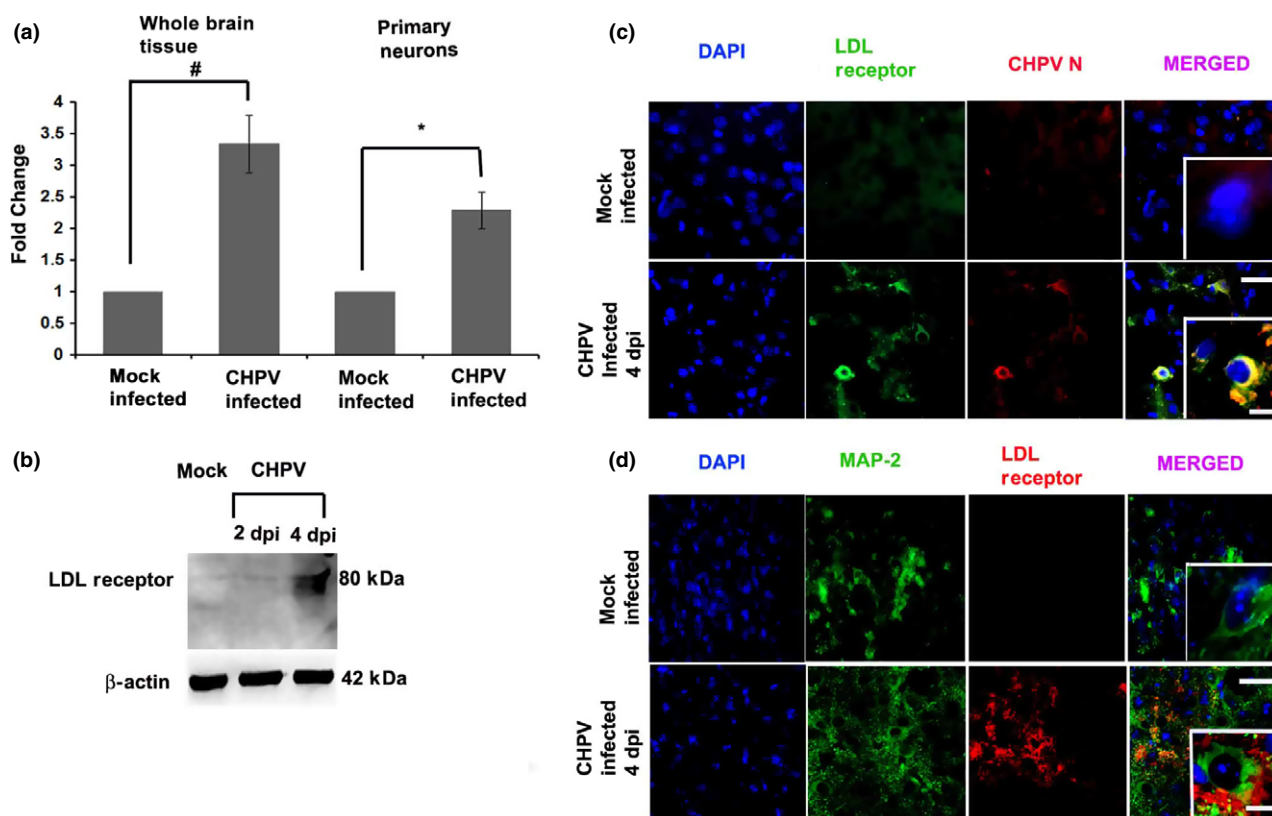 (a)
Whole brain
tissue
Primary
neurons
#
*
Fold Change
4
3.5
3
2.5
2
1.5
1
0.5
0
Mock
infected
CHPV
infected
Mock
infected
CHPV
infected
(b)
Mock CHPV
2 dpi 4 dpi
LDL receptor 80 kDa
β-actin 42 kDa
(c)
DAPI
LDL
receptor
CHPV N
MERGED
Mock
infected
CHPV
Infected
4 dpi
(d)
DAPI
MAP-2
LDL
receptor
MERGED
Mock
infected
CHPV
infected
4 dpi